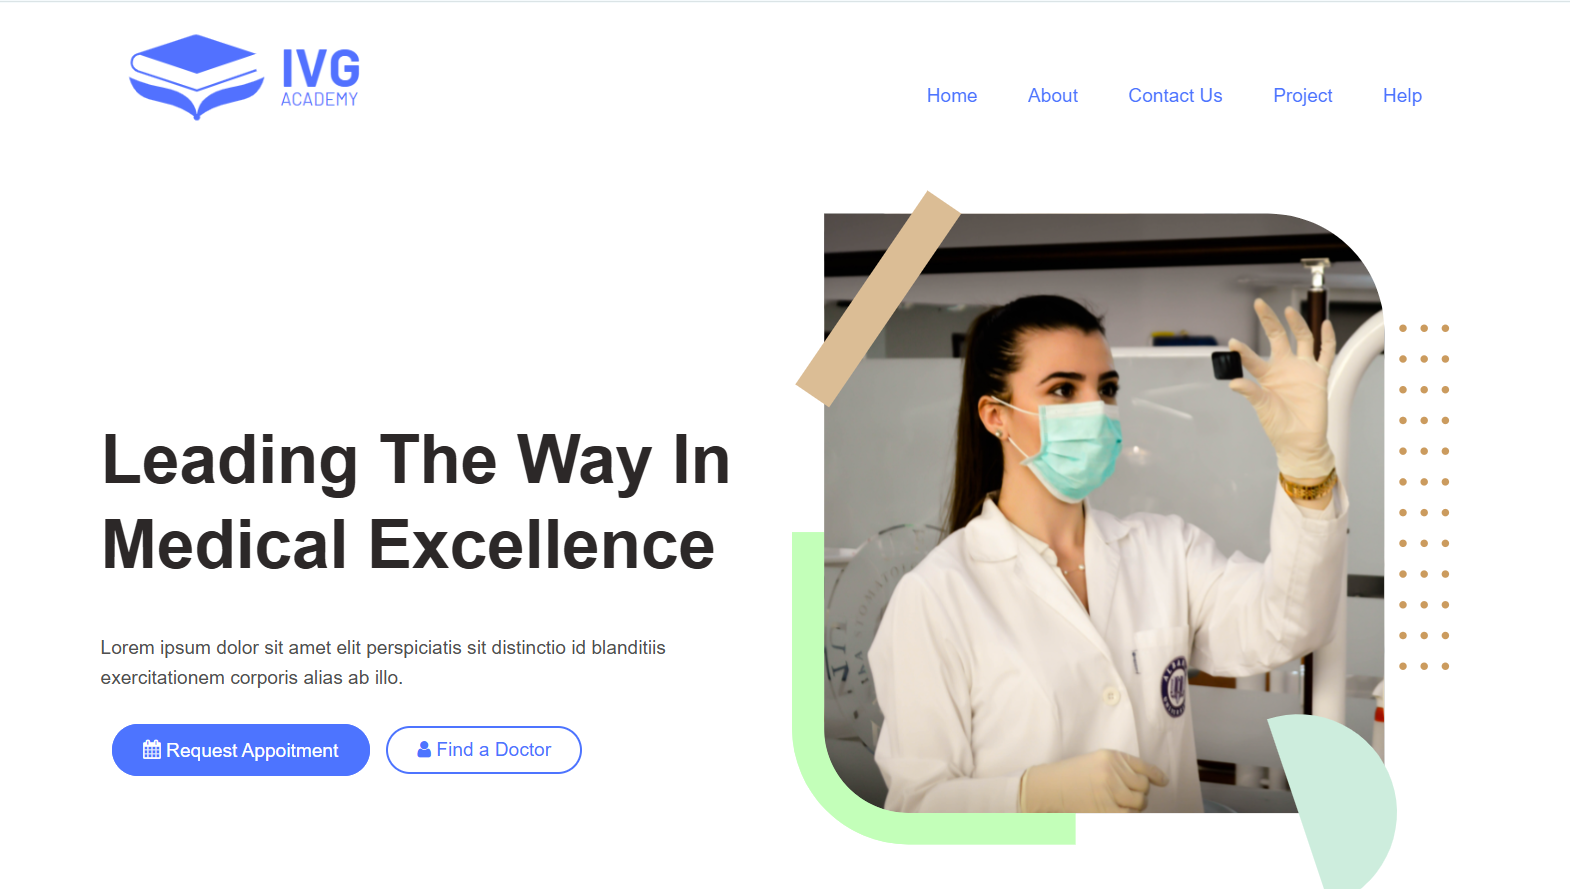 IVG
ACADEMY
Home About Contact Us Project Help
Leading The Way In
Medical Excellence
Lorem ipsum dolor sit amet elit perspiciatis sit distinctio id blanditiis
exercitationem corporis alias ab illo.
Request Appoitment Find a Doctor